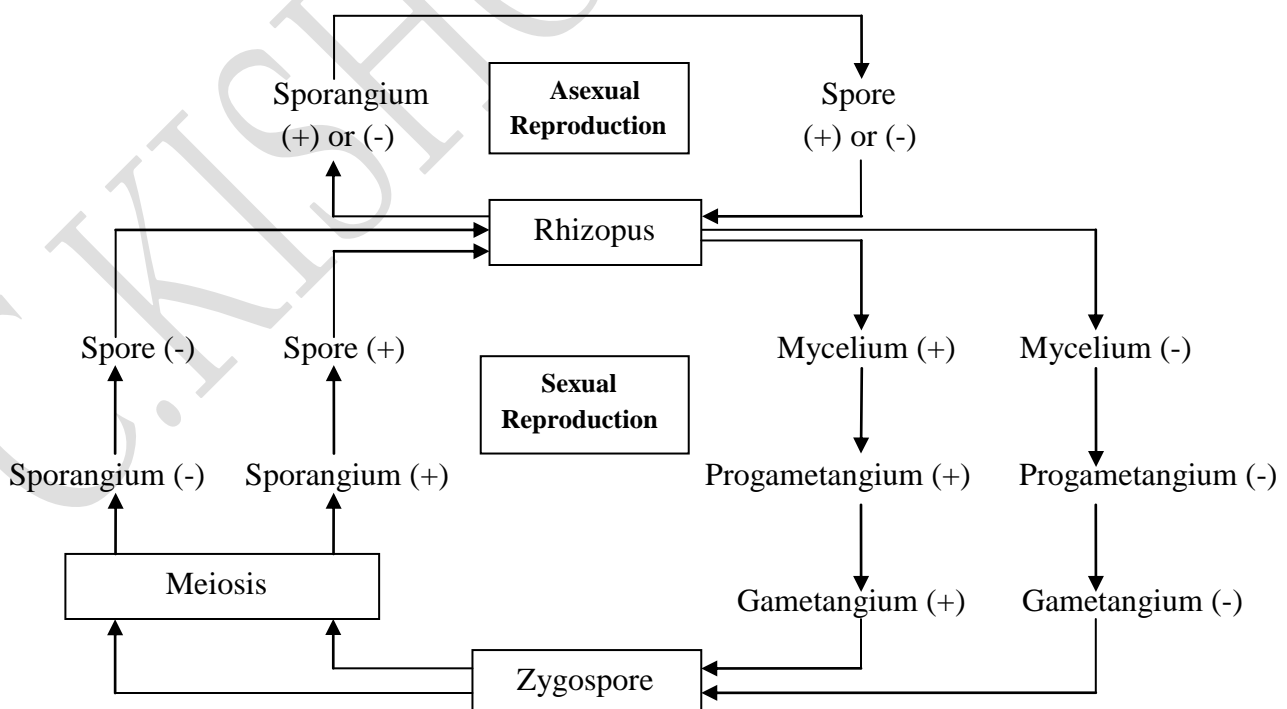 Sporangium
(+) or (-)
Asexual
Reproduction
Spore
(+) or (-)
Rhizopus
Spore (-)
Spore (+)
Mycelium (+)
Mycelium (-)
Sexual
Reproduction
Sporangium (-)
Sporangium (+)
Progametangium (+)
Progametangium (-)
Meiosis
Gametangium (+)
Gametangium (-)
Zygospore
C.KISHO